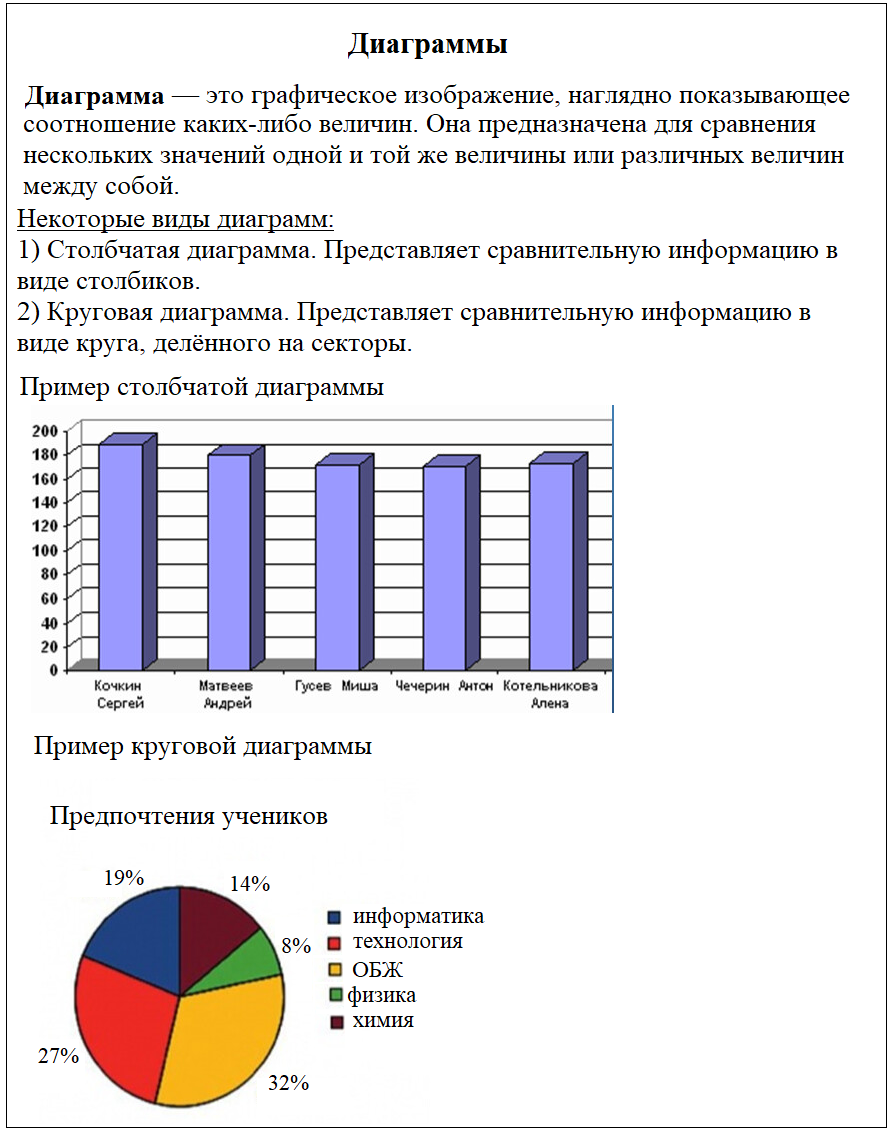 Диаграммы
Диаграмма — это графическое изображение, наглядно показывающее
соотношение каких-либо величин. Она предназначена для сравнения
нескольких значений одной и той же величины или различных величин
между собой.
Некоторые виды диаграмм:
1) Столбчатая диаграмма. Представляет сравнительную информацию в
виде столбиков.
2) Круговая диаграмма. Представляет сравнительную информацию в
виде круга, делённого на секторы.
Пример столбчатой диаграммы
200
180
160
140
120
100
80
60
40
20
0
Кочкин Матвеев Гусев Миша Чечерин Антон Котельникова
Сергей Андрей Алена
Пример круговой диаграммы
Предпочтения учеников
19%
14%
8%
27%
32%
информатика
технология
ОБЖ
физика
химия